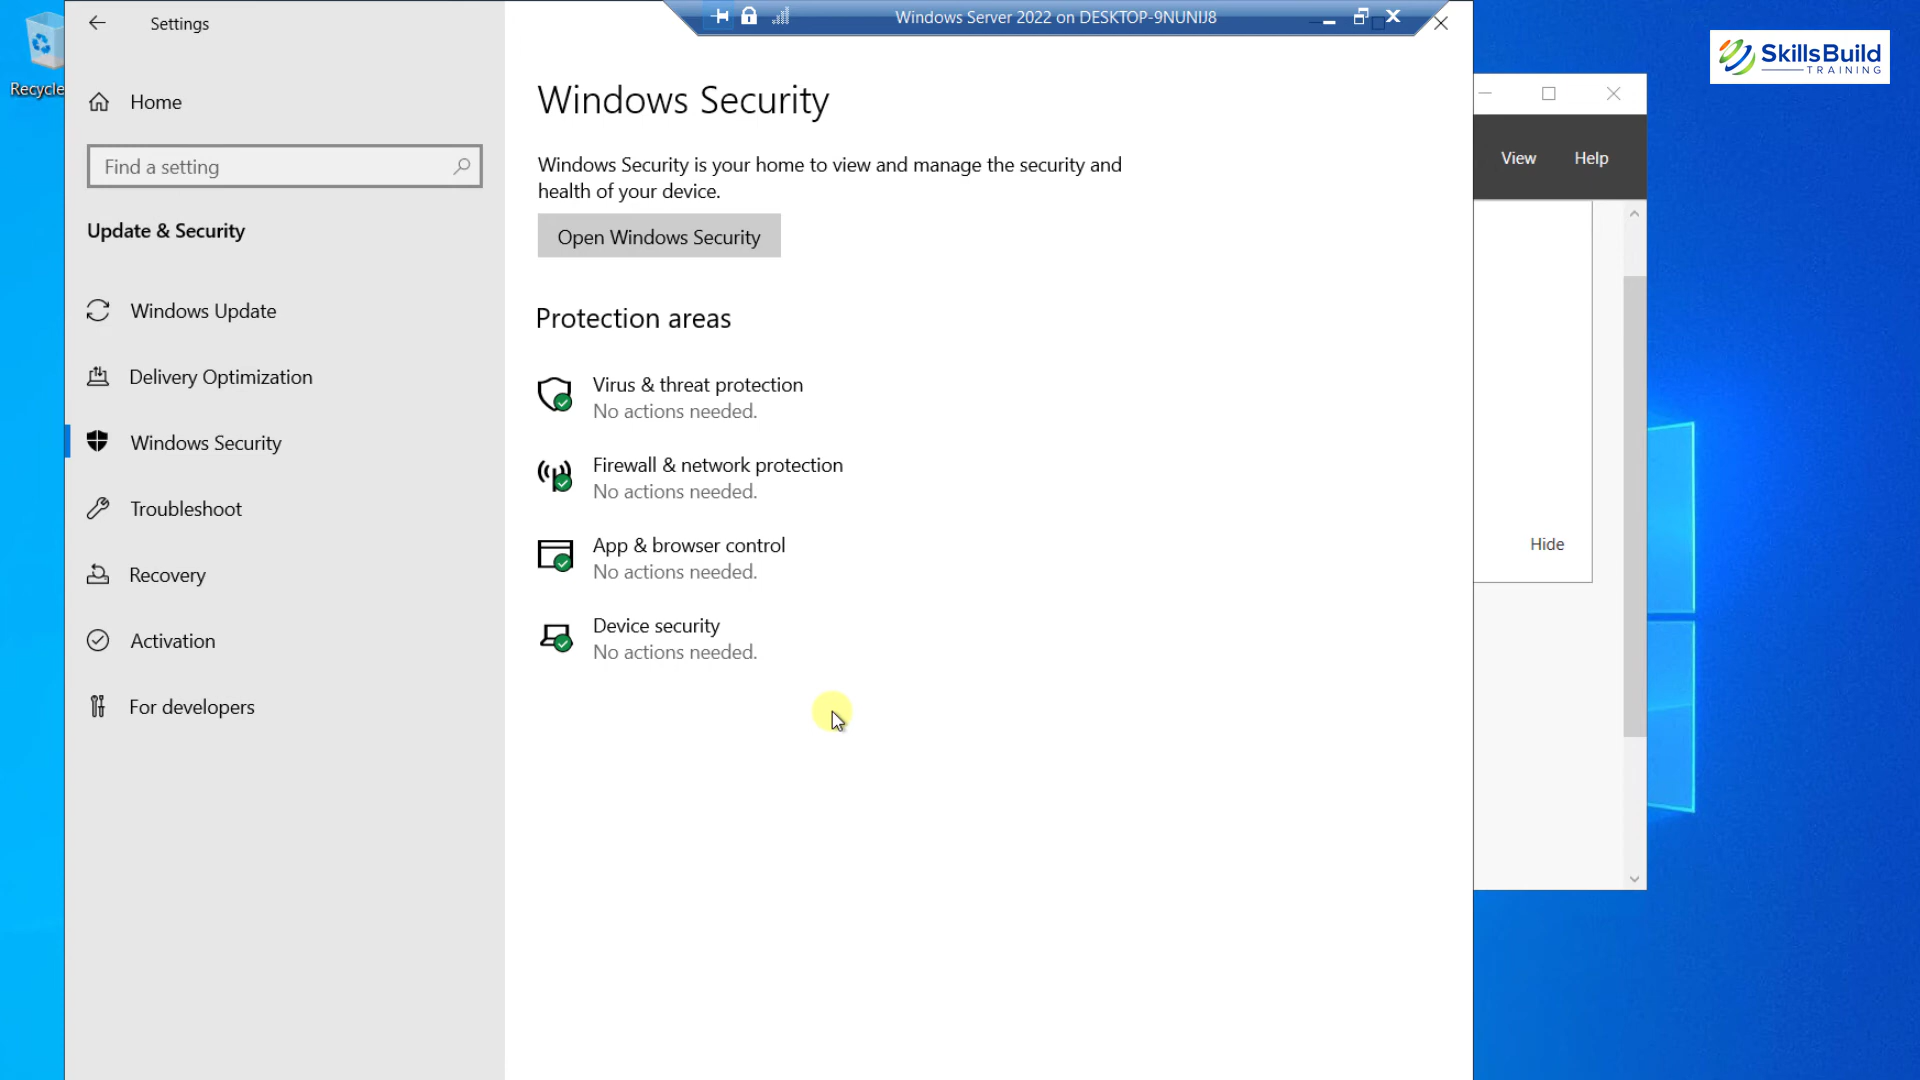 Recycle
Settings
Windows Server 2022 on DESKTOP-9NUNIJ8
SkillsBuild
TRAINING
Home
Find a setting
Update & Security
Windows Update
Delivery Optimization
Windows Security
Troubleshoot
Recovery
Activation
For developers
Windows Security
Windows Security is your home to view and manage the security and
health of your device.
Open Windows Security
Protection areas
Virus & threat protection
No actions needed.
Firewall & network protection
No actions needed.
App & browser control
No actions needed.
Device security
No actions needed.
View Help
Hide